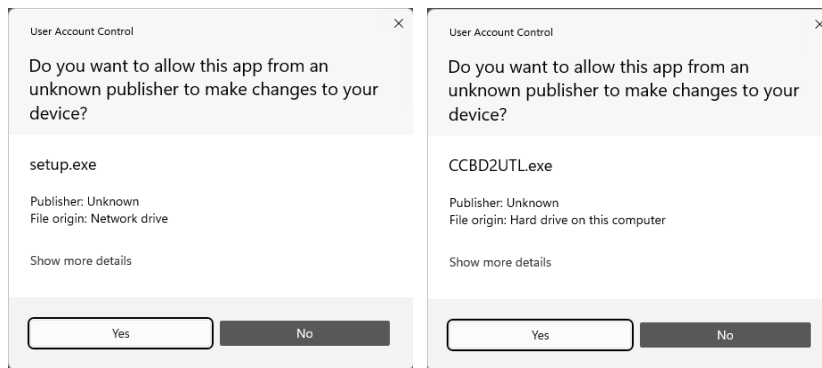 User Account Control
Do you want to allow this app from an
unknown publisher to make changes to your
device?
setup.exe
Publisher: Unknown
File origin: Network drive
Show more details
Yes
No
User Account Control
Do you want to allow this app from an
unknown publisher to make changes to your
device?
CCBD2UTL.exe
Publisher: Unknown
File origin: Hard drive on this computer
Show more details
Yes
No